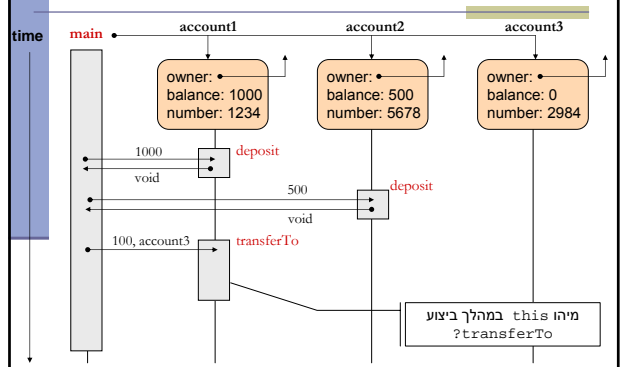 time
main
account1
account2
account3
owner:
balance: 1000
number: 1234
owner:
balance: 500
number: 5678
owner:
balance: 0
number: 2984
1000
deposit
void
500
deposit
void
100, account3
transferTo
מיהו this במהלך ביצוע
transferTo?